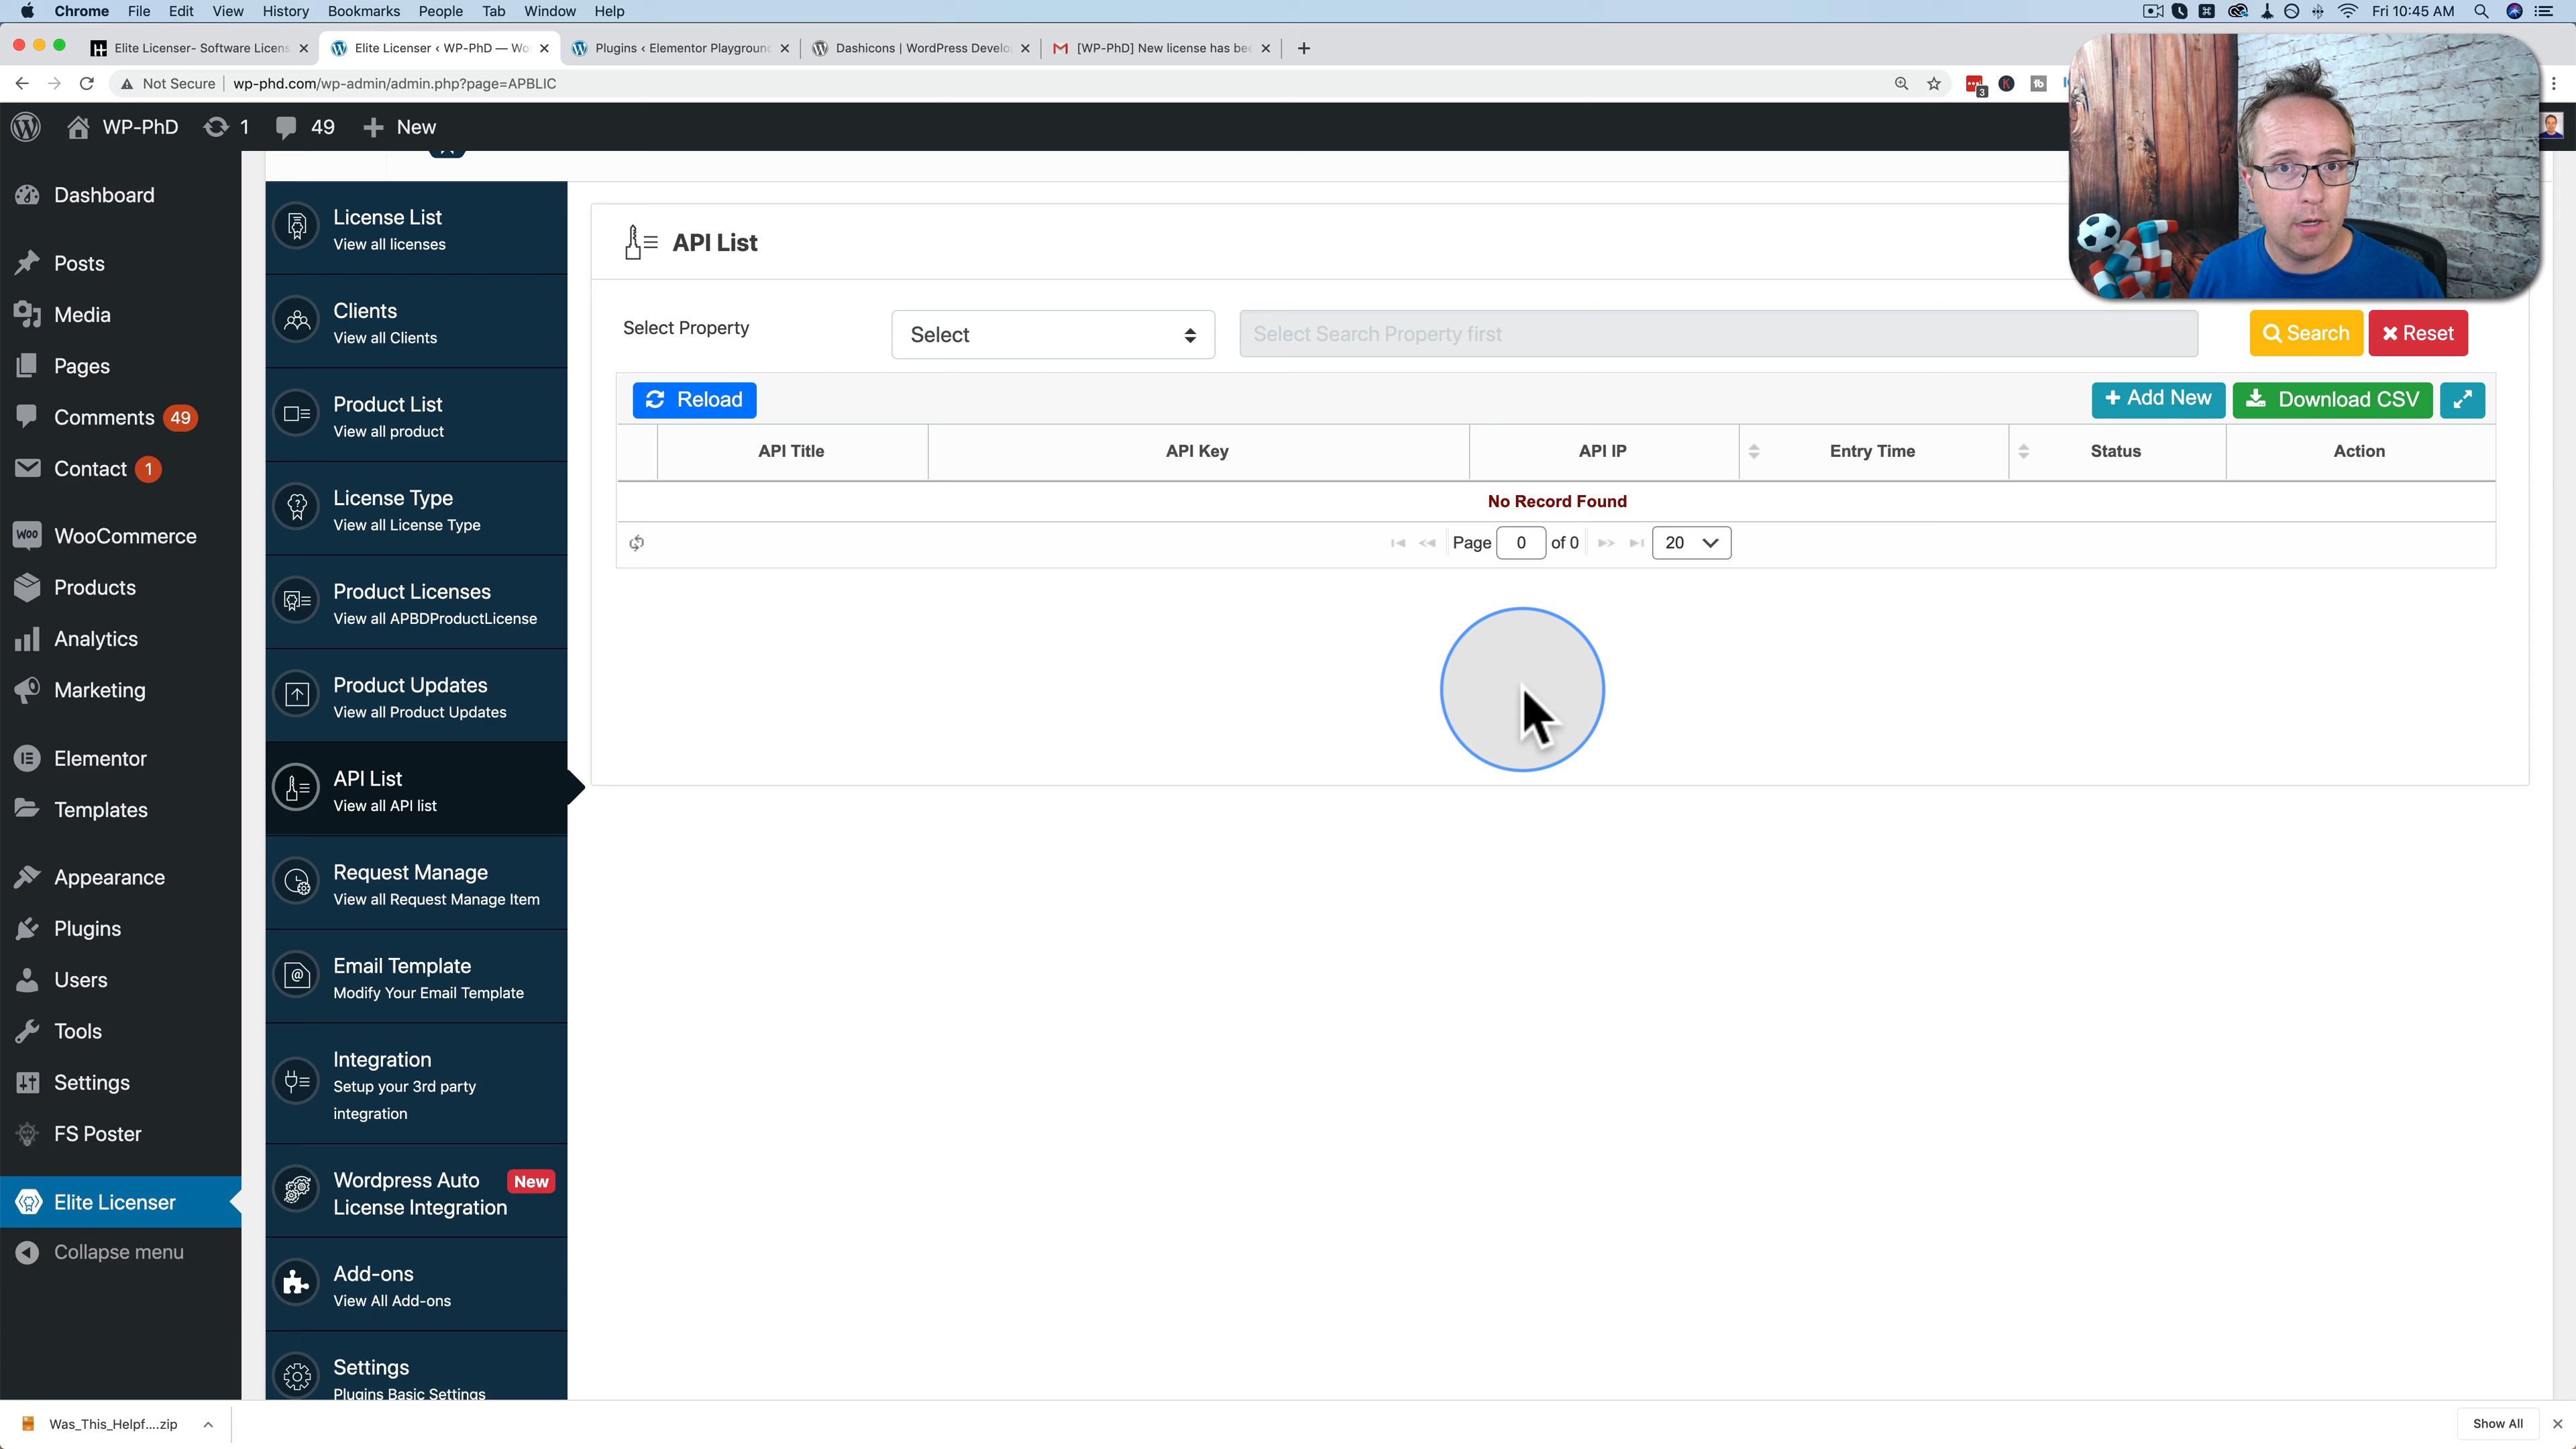 Chrome File Edit View History Bookmarks People Tab Window Help
Fri 10:45 AM
Elite Licenser- Software Licens
Elite Licenser ‹ WP-PhD — Wo
Plugins ‹ Elementor Playground
Dashicons | WordPress Develo
[WP-PhD] New license has bee
Not Secure wp-phd.com/wp-admin/admin.php?page=APBLIC
3
WP-PhD 1 49 New
Dashboard
Posts
Media
Pages
Comments 49
Contact 1
WooCommerce
Products
Analytics
Marketing
Elementor
Templates
Appearance
Plugins
Users
Tools
Settings
FS Poster
Elite Licenser
Collapse menu
License List
View all licenses
Clients
View all Clients
Product List
View all product
License Type
View all License Type
Product Licenses
View all APBDProductLicense
Product Updates
View all Product Updates
API List
View all API list
Request Manage
View all Request Manage Item
Email Template
Modify Your Email Template
Integration
Setup your 3rd party
integration
Wordpress Auto New
License Integration
Add-ons
View All Add-ons
Settings
Plugins Basic Settings
API List
Select Property Select Select Search Property first Search Reset
Reload + Add New Download CSV
API Title API Key API IP Entry Time Status Action
No Record Found
Page 0 of 0 20
Was_This_Helpf....zip
Show All